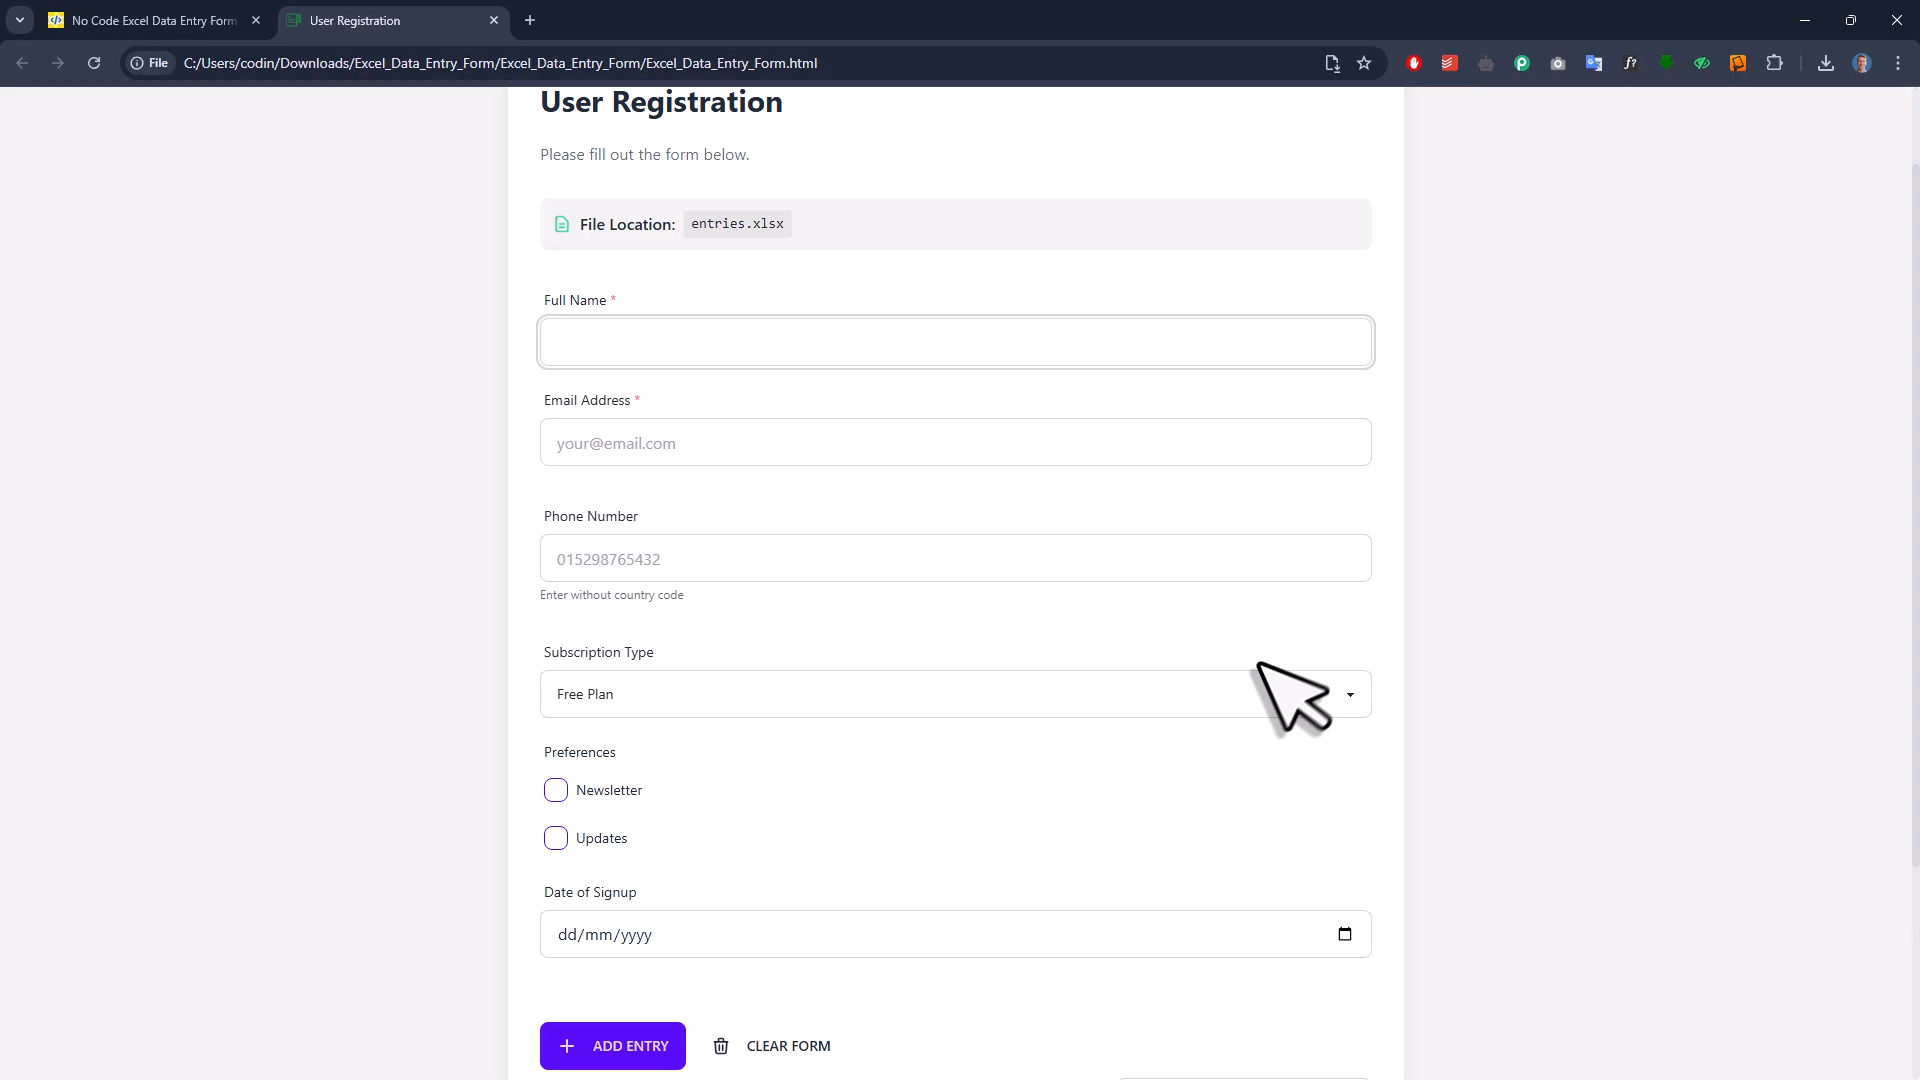 No Code Excel Data Entry Form
User Registration
File
C:/Users/codin/Downloads/Excel_Data_Entry_Form/Excel_Data_Entry_Form/Excel_Data_Entry_Form.html
User Registration
Please fill out the form below.
File Location: entries.xlsx
Full Name *
Email Address *
your@email.com
Phone Number
015298765432
Enter without country code
Subscription Type
Free Plan
Preferences
Newsletter
Updates
Date of Signup
dd/mm/yyyy
ADD ENTRY
CLEAR FORM